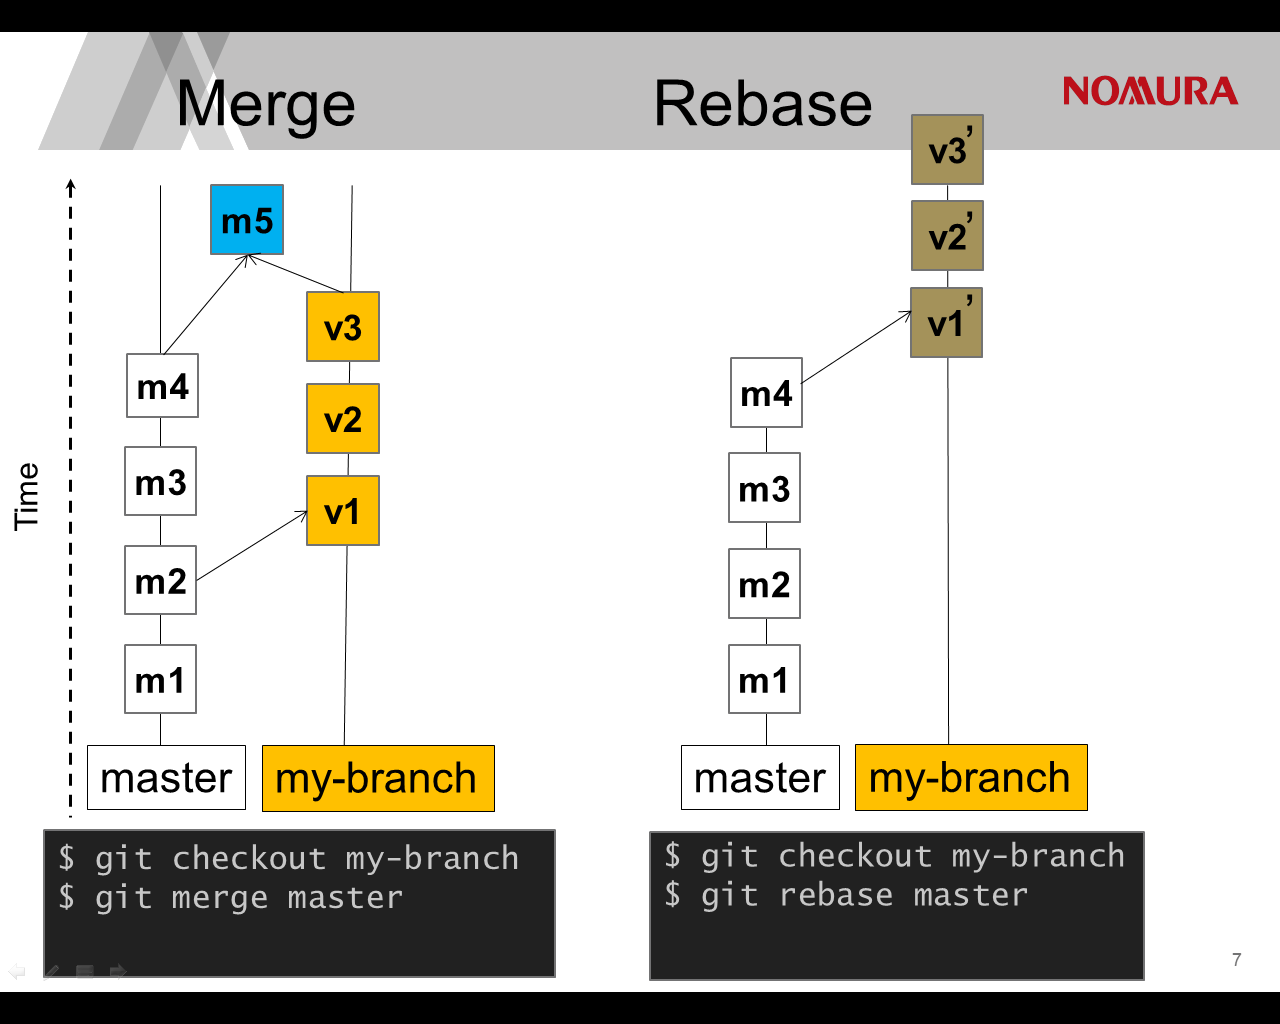 Merge
Rebase
NOMURA
Time
m5
v3
m4
v2
m3
v1
m2
m1
master
my-branch
$ git checkout my-branch
$ git merge master
v3’
v2’
v1’
m4
m3
m2
m1
master
my-branch
$ git checkout my-branch
$ git rebase master
7